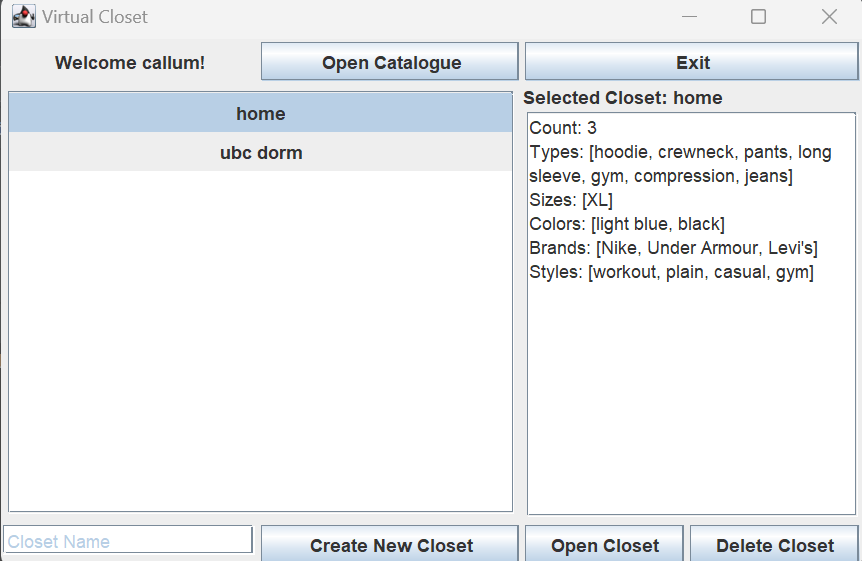 Virtual Closet
Welcome callum!
Open Catalogue
Exit
home
ubc dorm
Selected Closet: home
Count: 3
Types: [hoodie, crewneck, pants, long
sleeve, gym, compression, jeans]
Sizes: [XL]
Colors: [light blue, black]
Brands: [Nike, Under Armour, Levi's]
Styles: [workout, plain, casual, gym]
Closet Name
Create New Closet
Open Closet
Delete Closet